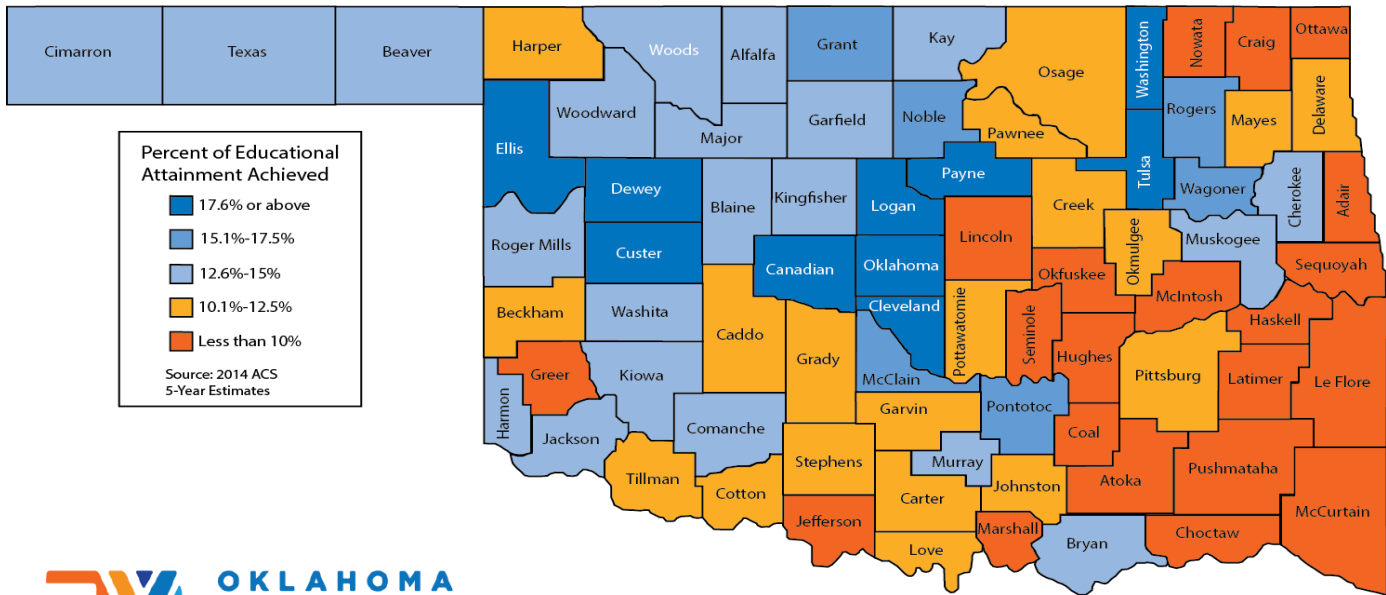 Cimarron
Texas
Beaver
Harper
Woods
Alfalfa
Grant
Kay
Osage
Washington
Nowata
Craig
Ottawa
Woodward
Major
Garfield
Noble
Pawnee
Rogers
Mayes
Delaware
Percent of Educational
Attainment Achieved
17.6% or above
15.1%-17.5%
12.6%-15%
10.1%-12.5%
Less than 10%
Source: 2014 ACS
5-Year Estimates
Ellis
Dewey
Blaine
Kingfisher
Logan
Payne
Creek
Tulsa
Wagoner
Cherokee
Adair
Roger Mills
Custer
Canadian
Oklahoma
Lincoln
Okmulgee
Muskogee
Sequoyah
Beckham
Washita
Caddo
Grady
Cleveland
Pottawatomie
Seminole
Okfuskee
McIntosh
Haskell
Harmon
Greer
Kiowa
McClain
Hughes
Pittsburg
Latimer
Le Flore
Jackson
Comanche
Garvin
Pontotoc
Coal
Tillman
Cotton
Stephens
Murray
Carter
Johnston
Atoka
Pushmataha
McCurtain
Jefferson
Love
Marshall
Bryan
Choctaw
OKLAHOMA